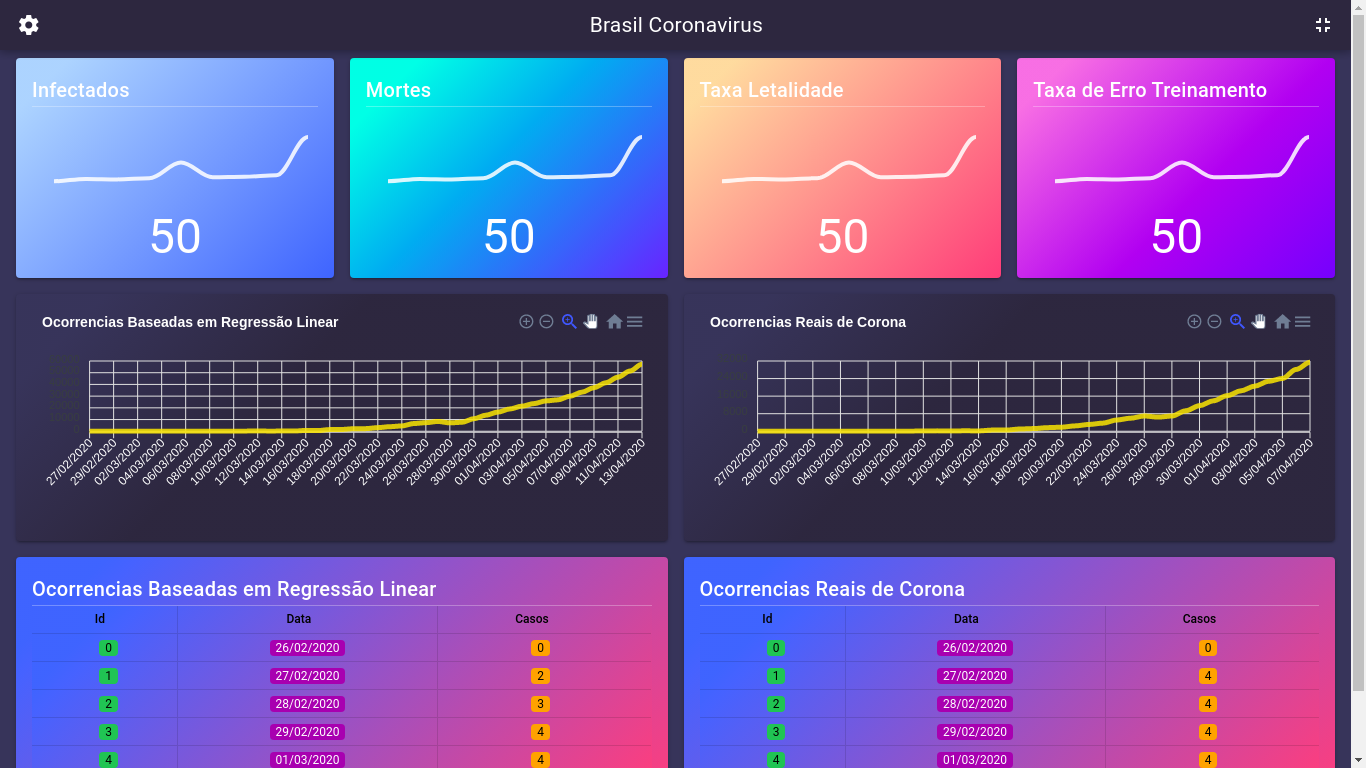 Brasil Coronavirus
Infectados
50
Mortes
50
Taxa Letalidade
50
Taxa de Erro Treinamento
50
Ocorrencias Baseadas em Regressão Linear
27/02/2020 29/02/2020 02/03/2020 04/03/2020 06/03/2020 08/03/2020 10/03/2020 12/03/2020 14/03/2020 16/03/2020 18/03/2020 20/03/2020 22/03/2020 24/03/2020 26/03/2020 28/03/2020 30/03/2020 01/04/2020 03/04/2020 05/04/2020 07/04/2020 09/04/2020 11/04/2020 13/04/2020
Ocorrencias Reais de Corona
27/02/2020 29/02/2020 02/03/2020 04/03/2020 06/03/2020 08/03/2020 10/03/2020 12/03/2020 14/03/2020 16/03/2020 18/03/2020 20/03/2020 22/03/2020 24/03/2020 26/03/2020 28/03/2020 30/03/2020 01/04/2020 03/04/2020 05/04/2020 07/04/2020
Ocorrencias Baseadas em Regressão Linear
Id Data Casos
0 26/02/2020 0
1 27/02/2020 2
2 28/02/2020 3
3 29/02/2020 4
4 01/03/2020 4
Ocorrencias Reais de Corona
Id Data Casos
0 26/02/2020 0
1 27/02/2020 4
2 28/02/2020 4
3 29/02/2020 4
4 01/03/2020 4